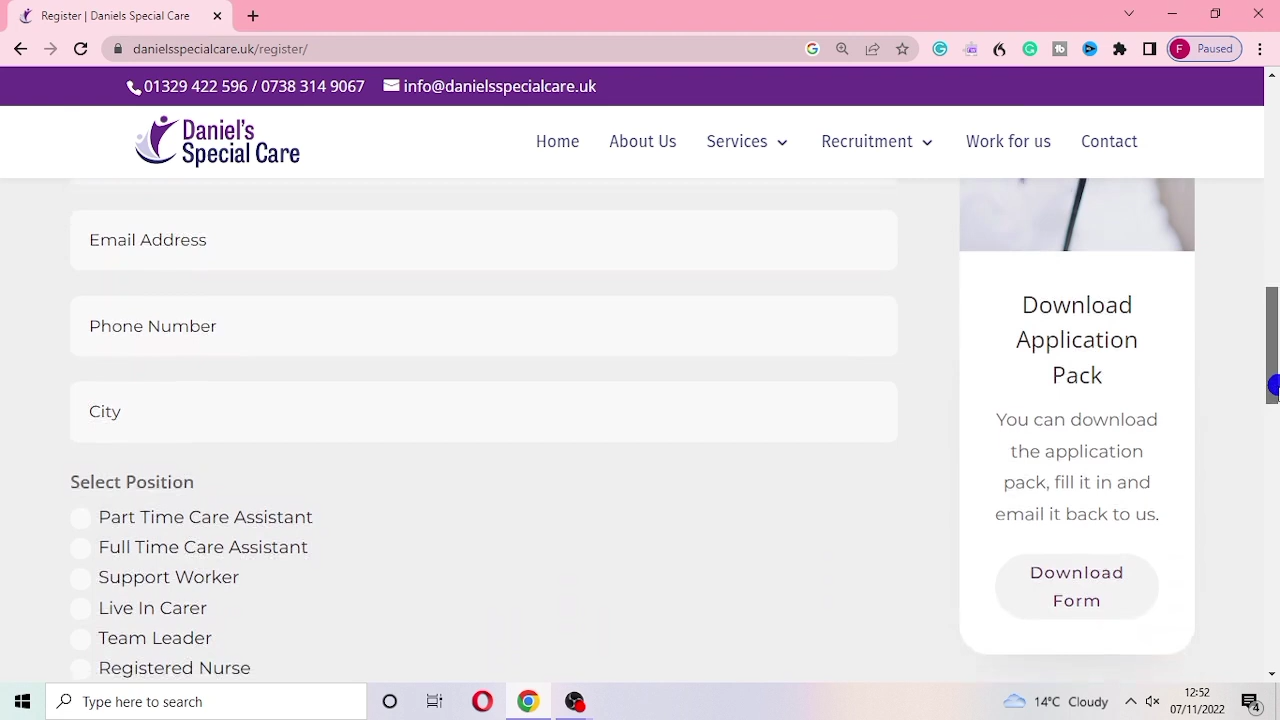 Register | Daniel's Special Care
danielsspecialcare.uk/register/
Paused
01329 422 596 / 0738 314 9067
info@danielsspecialcare.uk
Daniel's
Special Care
Home
About Us
Services
Recruitment
Work for us
Contact
Email Address
Phone Number
City
Select Position
Part Time Care Assistant
Full Time Care Assistant
Support Worker
Live In Carer
Team Leader
Registered Nurse
Download
Application
Pack
You can download
the application
pack, fill it in and
email it back to us.
Download
Form
Type here to search
14°C Cloudy
12:52
07/11/2022
4